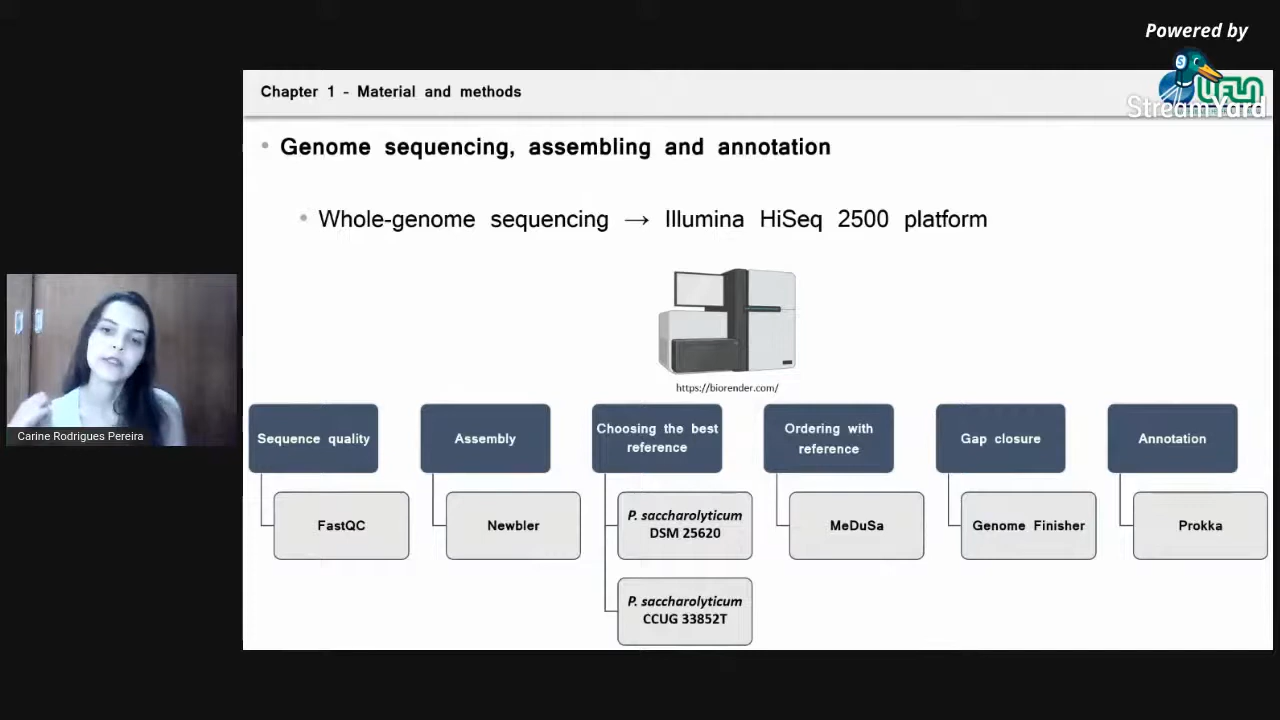 Powered by
StreamYard
Chapter 1 - Material and methods
• Genome sequencing, assembling and annotation
• Whole-genome sequencing → Illumina HiSeq 2500 platform
https://biorender.com/
Carine Rodrigues Pereira
Sequence quality
FastQC
Assembly
Newbler
Choosing the best
reference
P. saccharolyticum
DSM 25620
P. saccharolyticum
CCUG 33852T
Ordering with
reference
MeDuSa
Gap closure
Genome Finisher
Annotation
Prokka